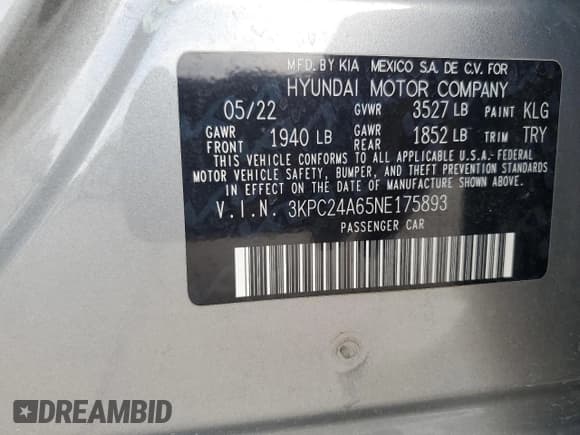 MFD. BY KIA MEXICO S.A. DE C.V. FOR
HYUNDAI MOTOR COMPANY
05/22 GVWR 3527 LB PAINT KLG
GAWR FRONT 1940 LB GAWR REAR 1852 LB TRIM TRY
THIS VEHICLE CONFORMS TO ALL APPLICABLE U.S.A.-FEDERAL
MOTOR VEHICLE SAFETY, BUMPER, AND THEFT PREVENTION STANDARDS
IN EFFECT ON THE DATE OF MANUFACTURE SHOWN ABOVE.
V.I.N. 3KPC24A65NE175893
PASSENGER CAR
DREAMBID